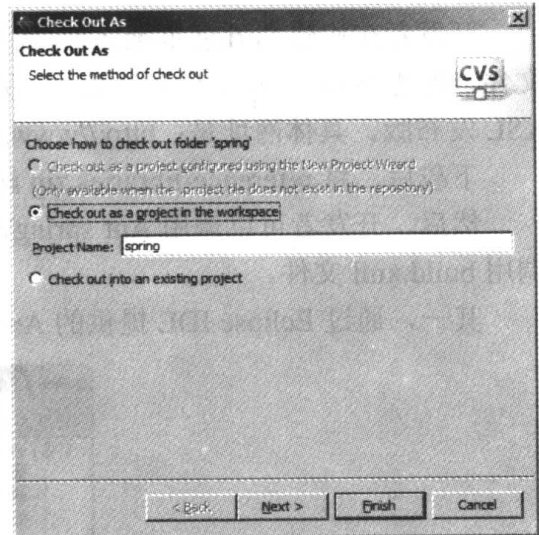 Check Out As
Check Out As
Select the method of check out
CVS
Choose how to check out folder 'spring'
Check out as a project configured using the New Project Wizard
(Only available when the .project file does not exist in the repository)
Check out as a project in the workspace
Project Name: spring
Check out into an existing project
< Back
Next >
Finish
Cancel